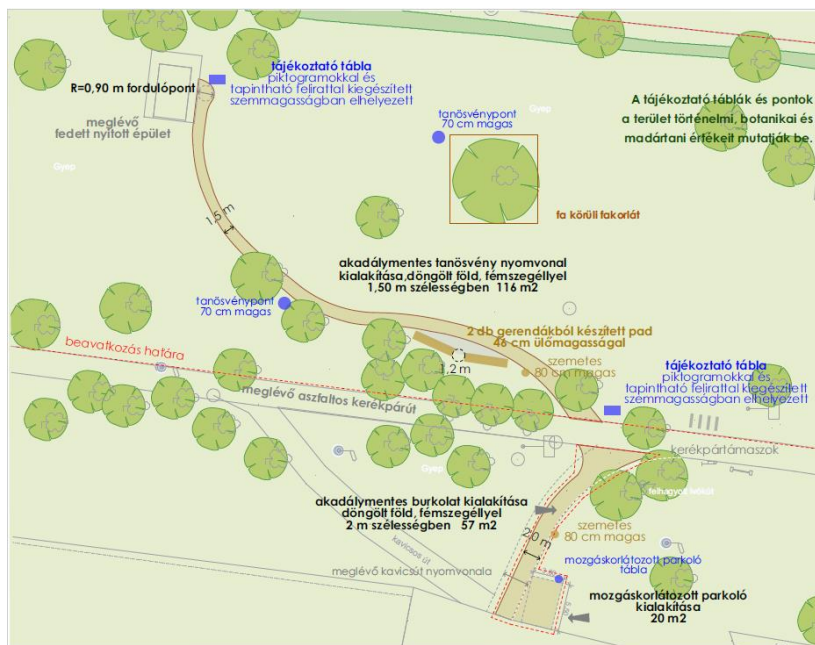 tájékoztató tábla
piktogramokkal és
tapintható felirattal kiegészített
szemmagasságban elhelyezett
R=0,90 m fordulópont
meglévő
fedett nyitott épület
tanösvénypont
70 cm magas
Gyep
A tájékoztató táblák és pontok
a terület történelmi, botanikai és
madártani értékeit mutatják be.
Gyep
fa körüli fakorlát
1,5 m
akadálymentes tanösvény nyomvonal
kialakítása,döngölt föld, fémszegéllyel
1,50 m szélességben 116 m2
tanösvénypont
70 cm magas
2 db gerendákból készített pad
46 cm ülőmagasságal
beavatkozás határa
1,2 m
szemetes
80 cm magas
tájékoztató tábla
piktogramokkal és
tapintható felirattal kiegészített
szemmagasságban elhelyezett
meglévő aszfaltos kerékpárút
kerékpártámaszok
Gyep
akadálymentes burkolat kialakítása
döngölt föld, fémszegéllyel
2 m szélességben 57 m2
szemetes
80 cm magas
2,0 m
kavicsos út
meglévő kavicsút nyomvonala
mozgáskorlátozott parkoló
tábla
mozgáskorlátozott parkoló
kialakítása
20 m2